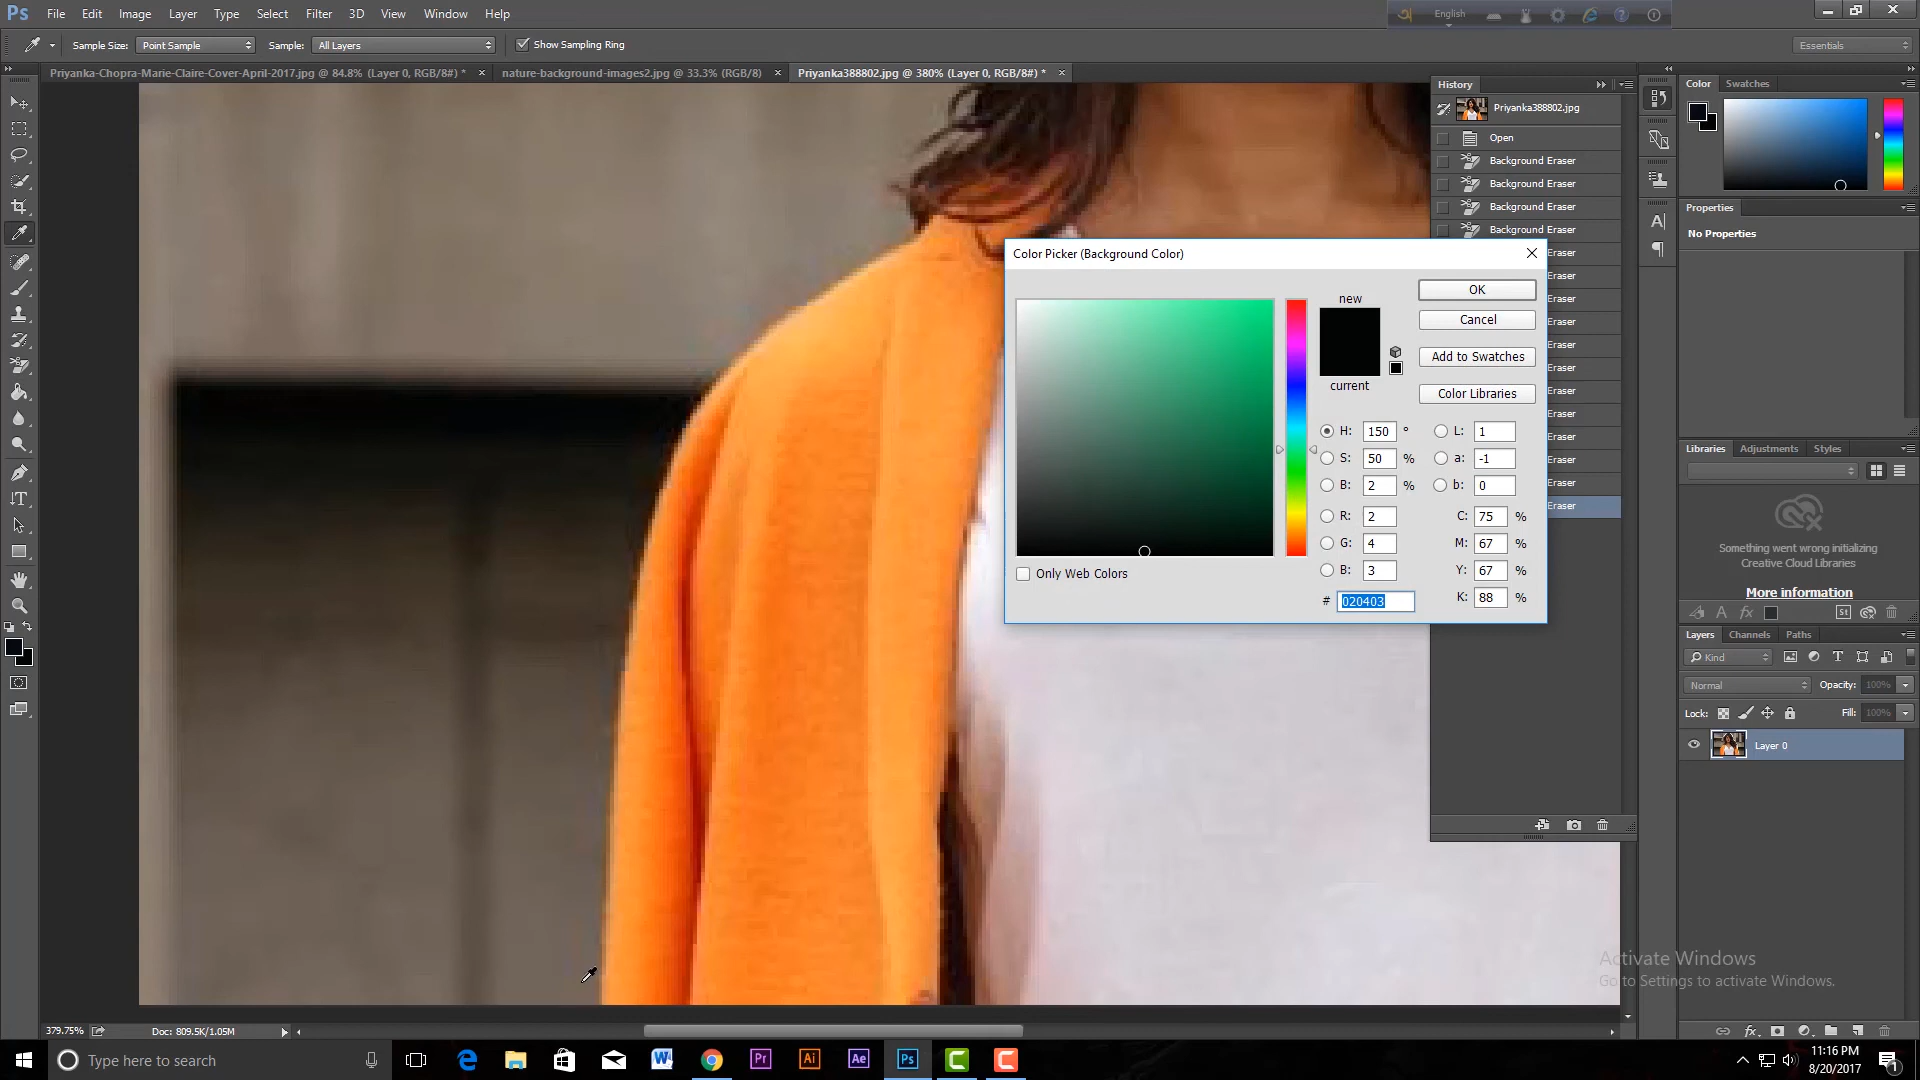 Ps File Edit Image Layer Type Select Filter 3D View Window Help
English
Sample Size: Point Sample Sample: All Layers Show Sampling Ring
Essentials
Priyanka-Chopra-Marie-Claire-Cover-April-2017.jpg @ 84.8% (Layer 0, RGB/8#) *
nature-background-images2.jpg @ 33.3% (RGB/8)
Priyanka388802.jpg @ 380% (Layer 0, RGB/8#) *
History
Priyanka388802.jpg
Open
Background Eraser
Background Eraser
Background Eraser
Background Eraser
Eraser
Eraser
Eraser
Eraser
Eraser
Eraser
Eraser
Eraser
Eraser
Eraser
Eraser
Eraser
Color Picker (Background Color)
new
current
OK
Cancel
Add to Swatches
Color Libraries
H: 150 °
S: 50 %
B: 2 %
R: 2
G: 4
B: 3
# 020403
L: 1
a: -1
b: 0
C: 75 %
M: 67 %
Y: 67 %
K: 88 %
Only Web Colors
Color Swatches
Properties
No Properties
Libraries Adjustments Styles
Something went wrong initializing
Creative Cloud Libraries
More information
St
Layers Channels Paths
Kind
Normal Opacity: 100%
Lock: Fill: 100%
Layer 0
Activate Windows
Go to Settings to activate Windows.
379.75% Doc: 809.5K/1.05M
Type here to search
Pr Ai Ae Ps
11:16 PM
8/20/2017
1